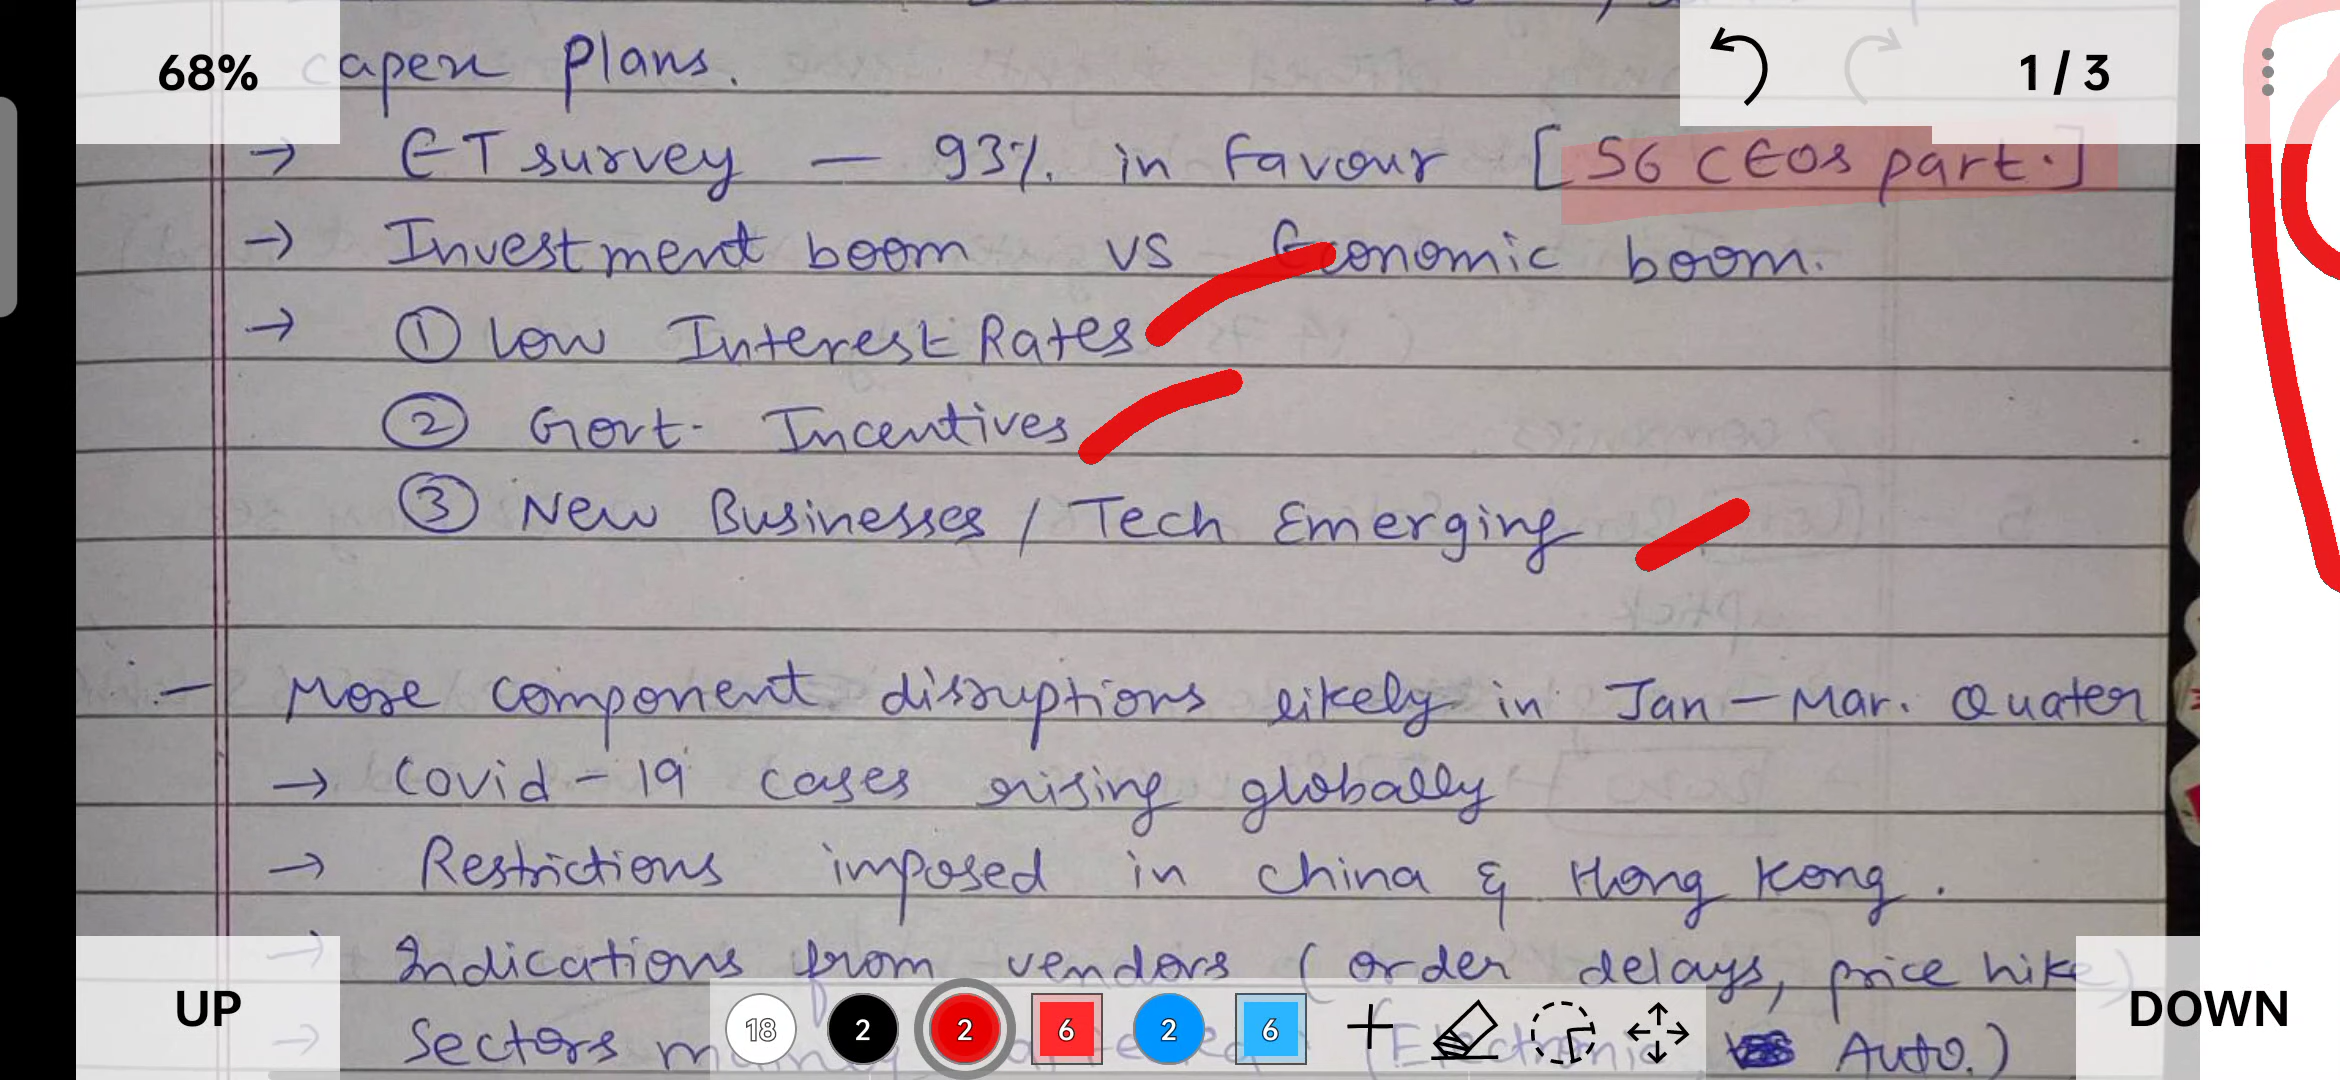 68%
1 / 3
capex Plans.
→ ET survey — 93% in favour [56 CEOs part.]
→ Investment boom vs Economic boom.
→ ① Low Interest Rates
② Govt. Incentives
③ New Businesses / Tech Emerging
— More component disruptions likely in Jan - Mar. Quater
→ Covid - 19 cases rising globally
→ Restrictions imposed in China & Hong Kong.
→ Indications from vendors (order delays, price hike)
→ Sectors mainly affected : (Electronic Auto.)
UP
18 2 2 6 2 6
DOWN